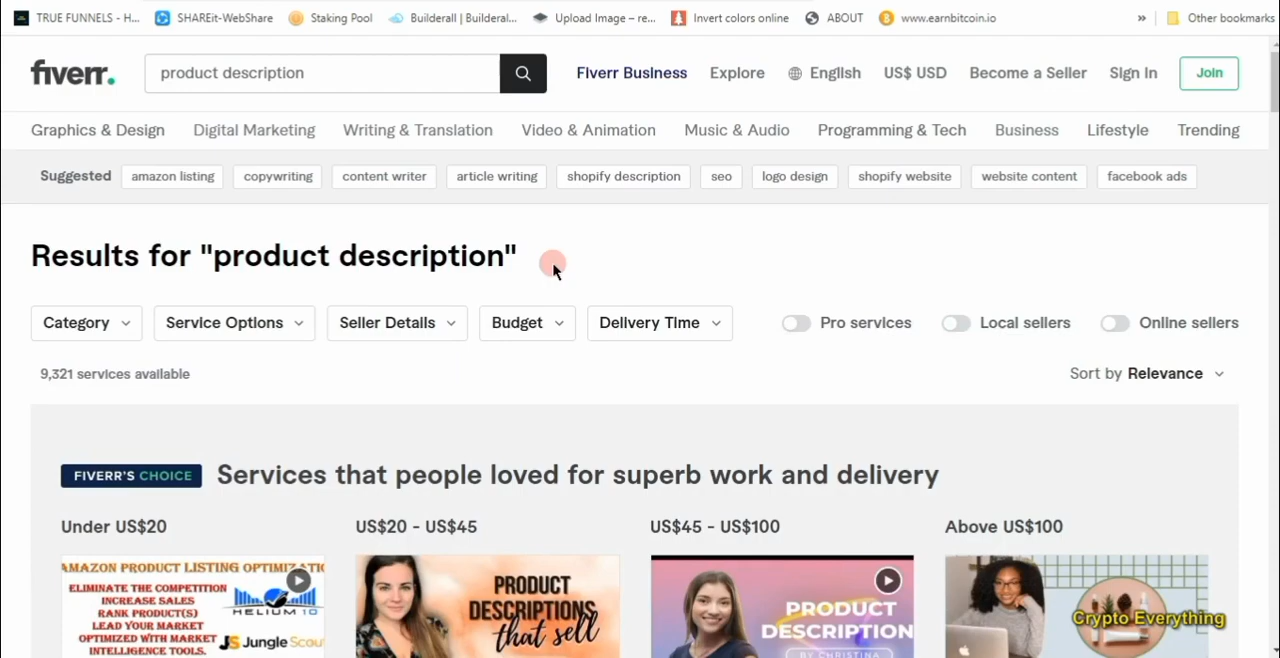 TRUE FUNNELS - H... SHAREit-WebShare Staking Pool Builderall | Builderal... Upload Image – re... Invert colors online ABOUT www.earnbitcoin.io » Other bookmarks
fiverr. product description Fiverr Business Explore English US$ USD Become a Seller Sign In Join
Graphics & Design Digital Marketing Writing & Translation Video & Animation Music & Audio Programming & Tech Business Lifestyle Trending
Suggested amazon listing copywriting content writer article writing shopify description seo logo design shopify website website content facebook ads
Results for "product description"
Category Service Options Seller Details Budget Delivery Time Pro services Local sellers Online sellers
9,321 services available Sort by Relevance
FIVERR'S CHOICE Services that people loved for superb work and delivery
Under US$20 US$20 - US$45 US$45 - US$100 Above US$100
AMAZON PRODUCT LISTING OPTIMIZATIO
ELIMINATE THE COMPETITION
INCREASE SALES
RANK PRODUCT(S)
LEAD YOUR MARKET
OPTIMIZED WITH MARKET
INTELLIGENCE TOOLS.
HELIUM 10
JS Jungle Scou
PRODUCT
DESCRIPTIONS
that sell
PRODUCT
DESCRIPTION
BY CHRISTINA
Crypto Everything